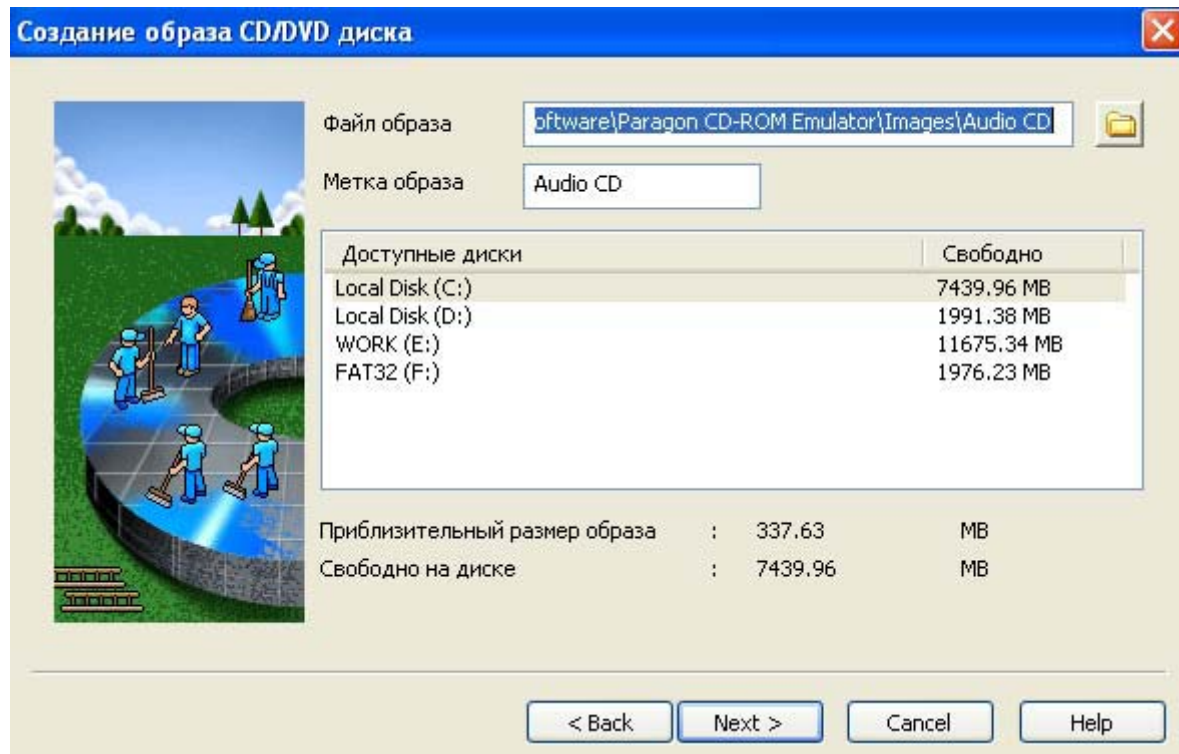 Создание образа CD/DVD диска
Файл образа oftware\Paragon CD-ROM Emulator\Images\Audio CD
Метка образа Audio CD
Доступные диски Свободно
Local Disk (C:) 7439.96 MB
Local Disk (D:) 1991.38 MB
WORK (E:) 11675.34 MB
FAT32 (F:) 1976.23 MB
Приблизительный размер образа : 337.63 MB
Свободно на диске : 7439.96 MB
< Back Next > Cancel Help